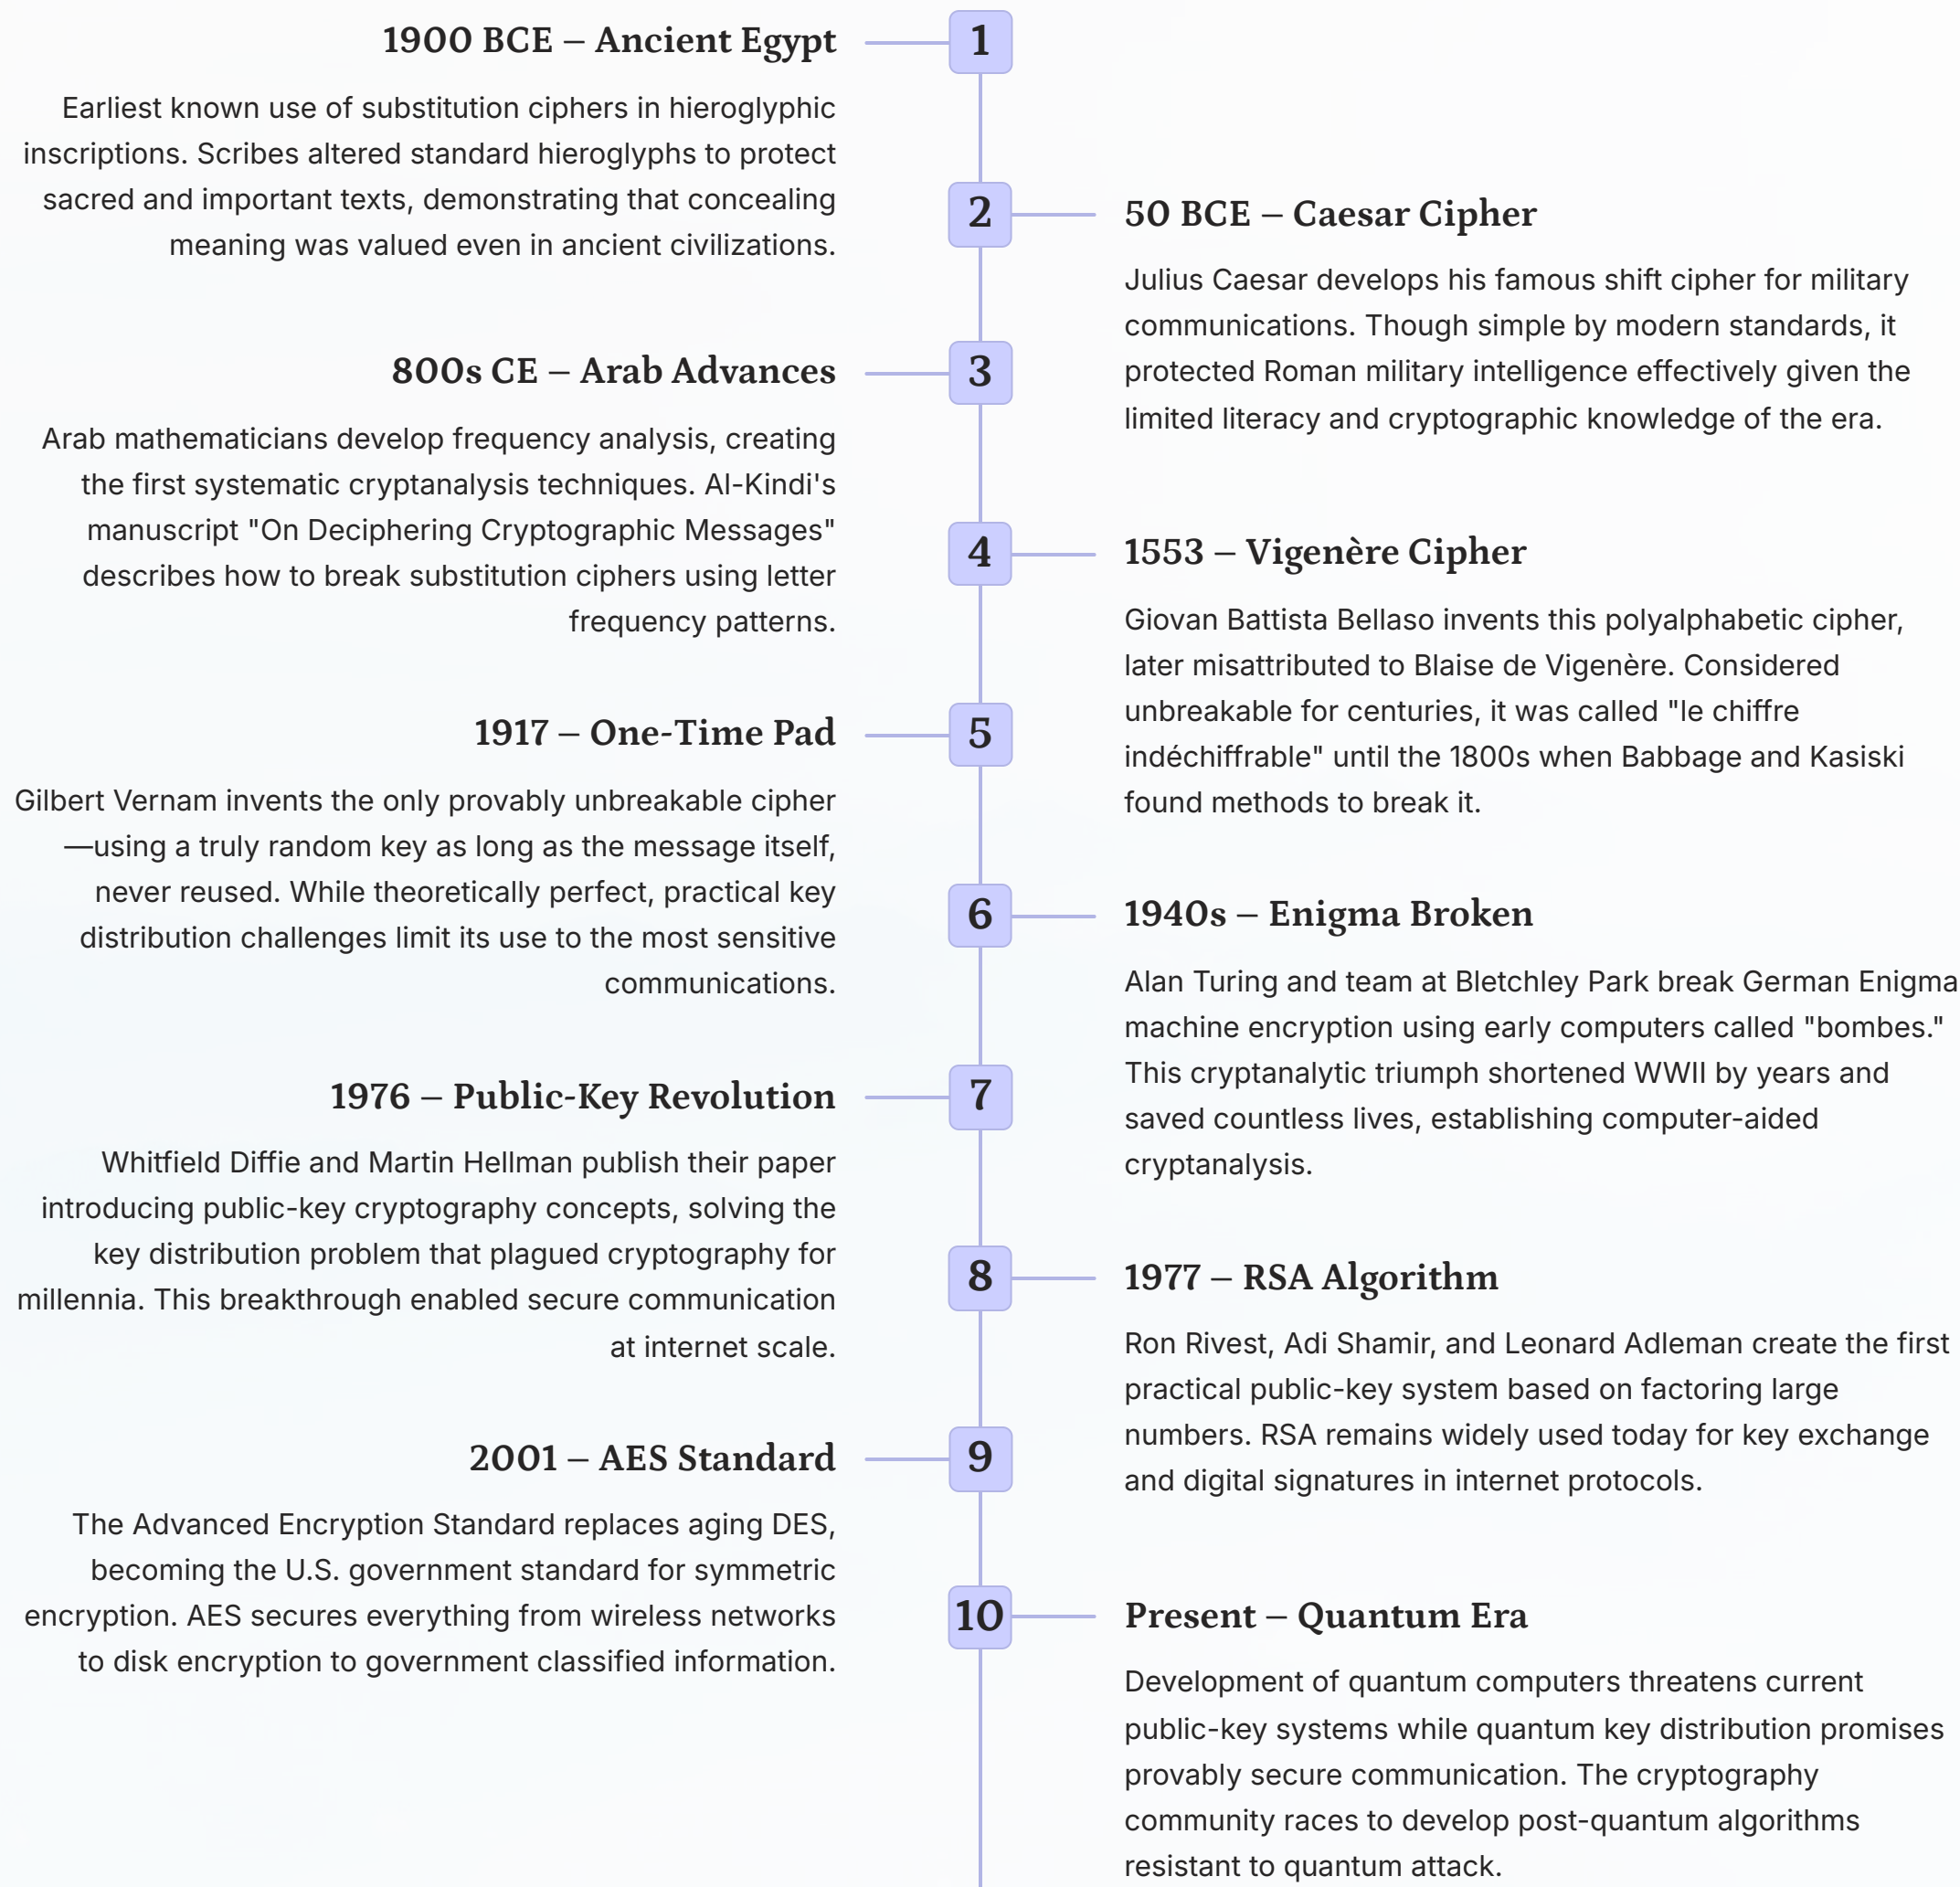 1900 BCE – Ancient Egypt
1
Earliest known use of substitution ciphers in hieroglyphic
inscriptions. Scribes altered standard hieroglyphs to protect
sacred and important texts, demonstrating that concealing
meaning was valued even in ancient civilizations.
2
50 BCE – Caesar Cipher
Julius Caesar develops his famous shift cipher for military
communications. Though simple by modern standards, it
protected Roman military intelligence effectively given the
limited literacy and cryptographic knowledge of the era.
800s CE – Arab Advances
3
Arab mathematicians develop frequency analysis, creating
the first systematic cryptanalysis techniques. Al-Kindi's
manuscript "On Deciphering Cryptographic Messages"
describes how to break substitution ciphers using letter
frequency patterns.
4
1553 – Vigenère Cipher
Giovan Battista Bellaso invents this polyalphabetic cipher,
later misattributed to Blaise de Vigenère. Considered
unbreakable for centuries, it was called "le chiffre
indéchiffrable" until the 1800s when Babbage and Kasiski
found methods to break it.
1917 – One-Time Pad
5
Gilbert Vernam invents the only provably unbreakable cipher
—using a truly random key as long as the message itself,
never reused. While theoretically perfect, practical key
distribution challenges limit its use to the most sensitive
communications.
6
1940s – Enigma Broken
Alan Turing and team at Bletchley Park break German Enigma
machine encryption using early computers called "bombes."
This cryptanalytic triumph shortened WWII by years and
saved countless lives, establishing computer-aided
cryptanalysis.
1976 – Public-Key Revolution
7
Whitfield Diffie and Martin Hellman publish their paper
introducing public-key cryptography concepts, solving the
key distribution problem that plagued cryptography for
millennia. This breakthrough enabled secure communication
at internet scale.
8
1977 – RSA Algorithm
Ron Rivest, Adi Shamir, and Leonard Adleman create the first
practical public-key system based on factoring large
numbers. RSA remains widely used today for key exchange
and digital signatures in internet protocols.
2001 – AES Standard
9
The Advanced Encryption Standard replaces aging DES,
becoming the U.S. government standard for symmetric
encryption. AES secures everything from wireless networks
to disk encryption to government classified information.
10
Present – Quantum Era
Development of quantum computers threatens current
public-key systems while quantum key distribution promises
provably secure communication. The cryptography
community races to develop post-quantum algorithms
resistant to quantum attack.